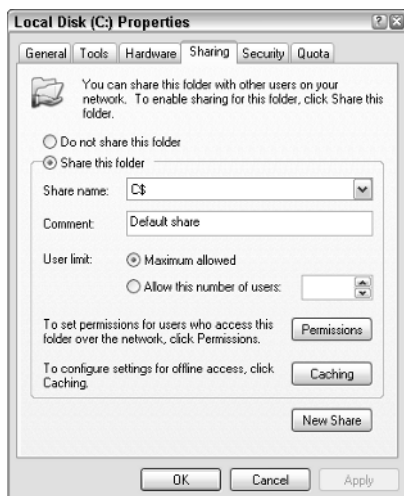 Local Disk (C:) Properties
General Tools Hardware Sharing Security Quota
You can share this folder with other users on your
network. To enable sharing for this folder, click Share this
folder.
Do not share this folder
Share this folder
Share name: C$
Comment: Default share
User limit: Maximum allowed
Allow this number of users:
To set permissions for users who access this
folder over the network, click Permissions.
Permissions
To configure settings for offline access, click
Caching.
Caching
New Share
OK Cancel Apply